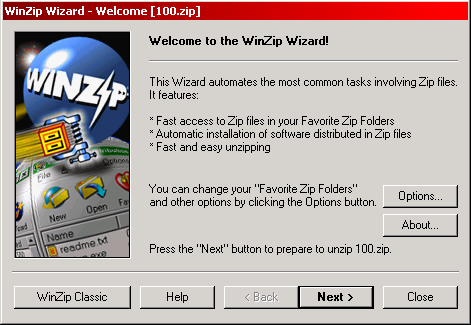 WinZip Wizard - Welcome [100.zip]
WINZIP
File
Options
New
Open
Favor
Name
readme.txt
.exe
Welcome to the WinZip Wizard!
This Wizard automates the most common tasks involving Zip files.
It features:
* Fast access to Zip files in your Favorite Zip Folders
* Automatic installation of software distributed in Zip files
* Fast and easy unzipping
You can change your "Favorite Zip Folders"
and other options by clicking the Options button.
Options...
About...
Press the "Next" button to prepare to unzip 100.zip.
WinZip Classic
Help
< Back
Next >
Close